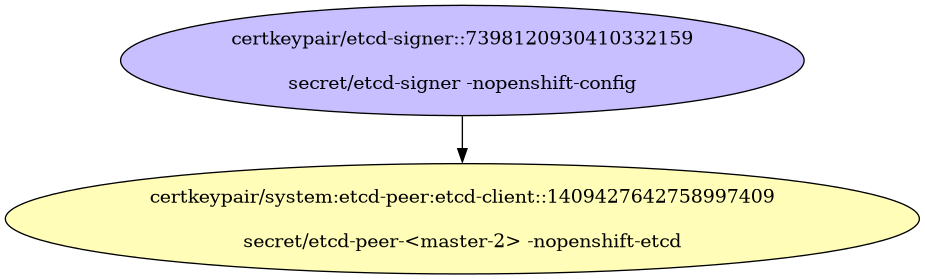 certkeypair/etcd-signer::7398120930410332159
secret/etcd-signer -nopenshift-config
certkeypair/system:etcd-peer:etcd-client::1409427642758997409
secret/etcd-peer-<master-2> -nopenshift-etcd